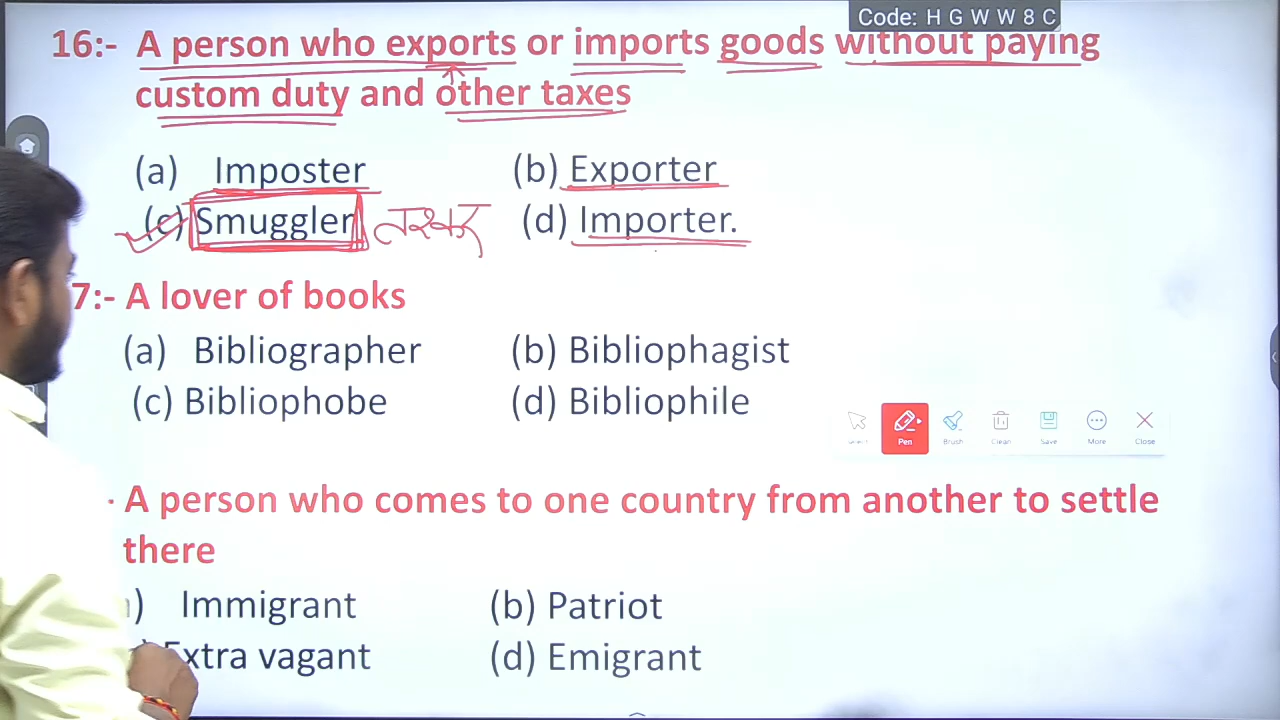 Code: H G W W 8 C
16:- A person who exports or imports goods without paying
custom duty and other taxes
(a) Imposter (b) Exporter
(c) Smuggler तस्कर (d) Importer.
7:- A lover of books
(a) Bibliographer (b) Bibliophagist
(c) Bibliophobe (d) Bibliophile
Select Pen Brush Clean Save More Close
A person who comes to one country from another to settle
there
) Immigrant (b) Patriot
) Extra vagant (d) Emigrant